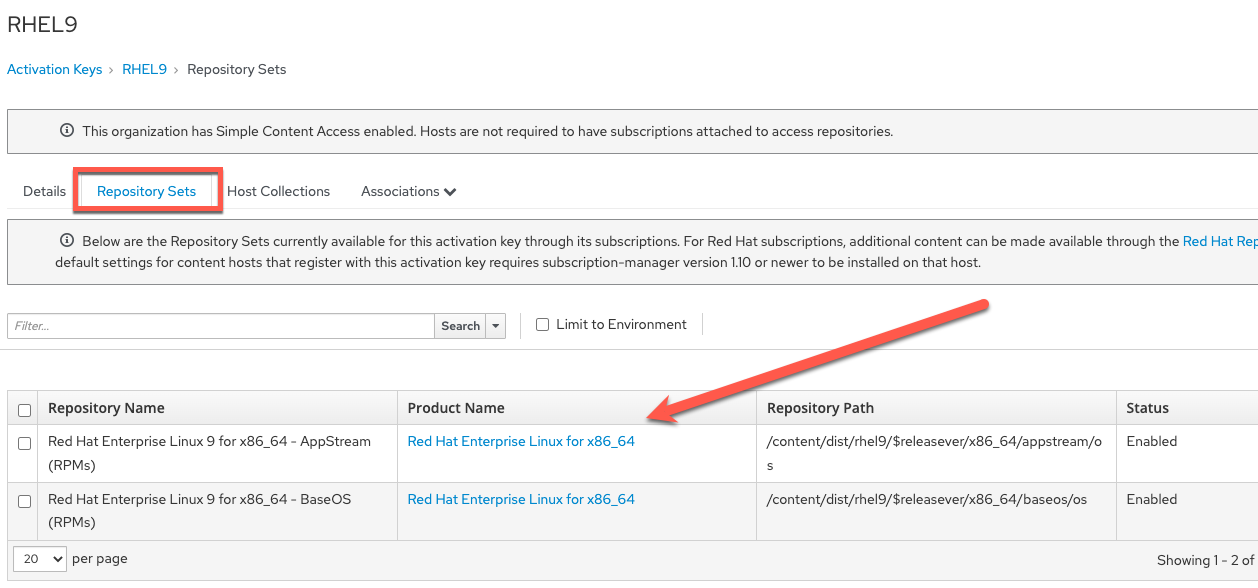 RHEL9
Activation Keys › RHEL9 › Repository Sets
This organization has Simple Content Access enabled. Hosts are not required to have subscriptions attached to access repositories.
Details Repository Sets Host Collections Associations
Below are the Repository Sets currently available for this activation key through its subscriptions. For Red Hat subscriptions, additional content can be made available through the Red Hat Rep
default settings for content hosts that register with this activation key requires subscription-manager version 1.10 or newer to be installed on that host.
Filter... Search Limit to Environment
Repository Name Product Name Repository Path Status
Red Hat Enterprise Linux 9 for x86_64 - AppStream Red Hat Enterprise Linux for x86_64 /content/dist/rhel9/$releasever/x86_64/appstream/o Enabled
(RPMs) s
Red Hat Enterprise Linux 9 for x86_64 - BaseOS Red Hat Enterprise Linux for x86_64 /content/dist/rhel9/$releasever/x86_64/baseos/os Enabled
(RPMs)
20 per page Showing 1 - 2 of